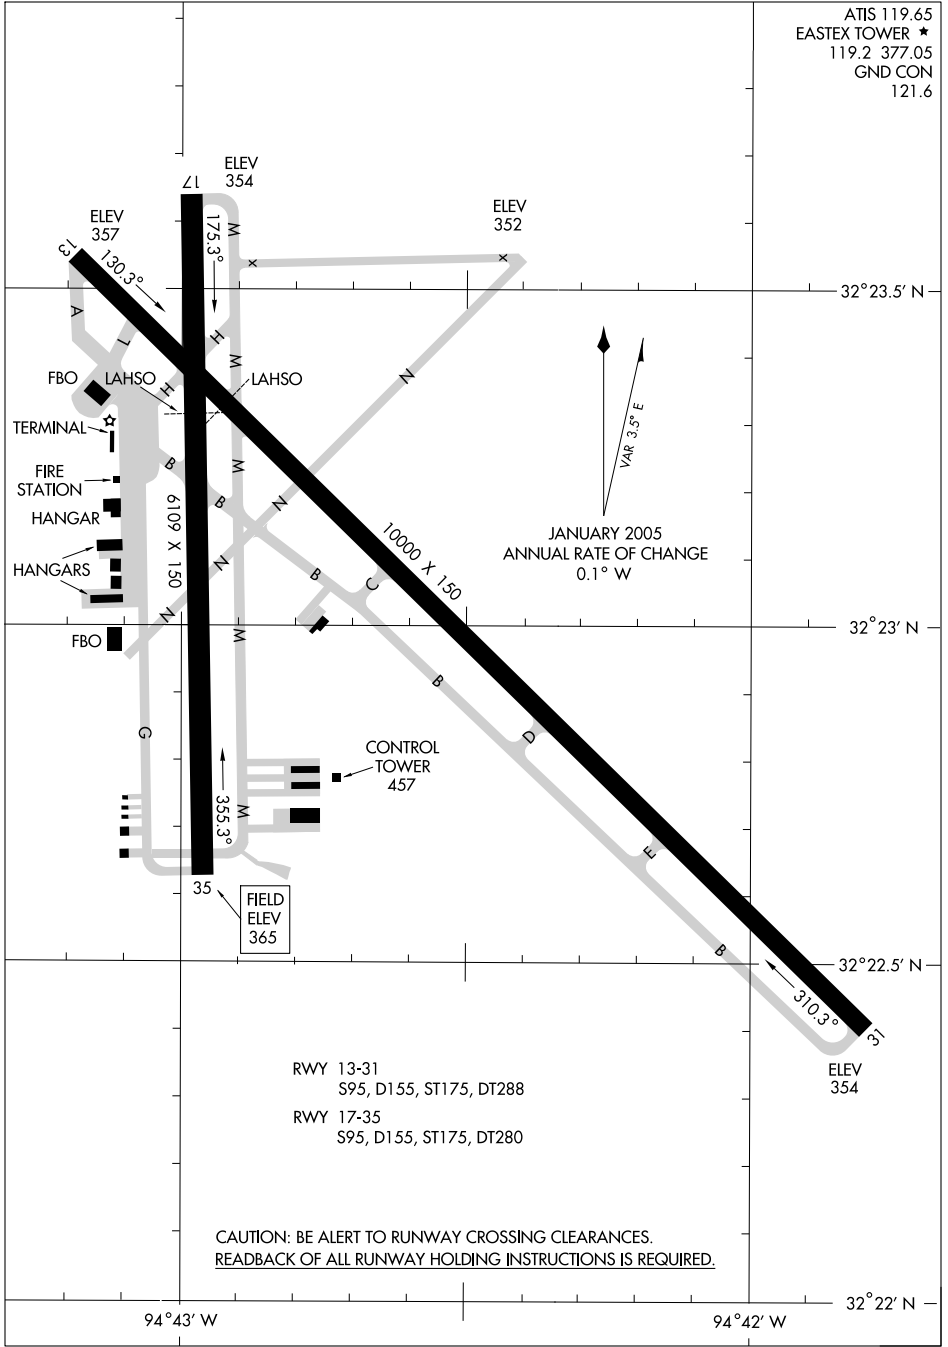 ATIS 119.65
EASTEX TOWER ★
119.2 377.05
GND CON
121.6
ELEV
354
17
M
175.3°
ELEV
357
13
130.3°
ELEV
352
X
X
32°23.5' N
A
L
H
H
M
FBO
LAHSO
LAHSO
N
VAR 3.5° E
TERMINAL
FIRE
STATION
HANGAR
HANGARS
FBO
B
B
M
N
6109 X 150
10000 X 150
JANUARY 2005
ANNUAL RATE OF CHANGE
0.1° W
N
B
C
N
M
32°23' N
B
G
D
CONTROL
TOWER
457
M
355.3°
E
35
FIELD
ELEV
365
B
32°22.5' N
310.3°
31
ELEV
354
RWY 13-31
S95, D155, ST175, DT288
RWY 17-35
S95, D155, ST175, DT280
CAUTION: BE ALERT TO RUNWAY CROSSING CLEARANCES.
READBACK OF ALL RUNWAY HOLDING INSTRUCTIONS IS REQUIRED.
32°22' N
94°43' W
94°42' W